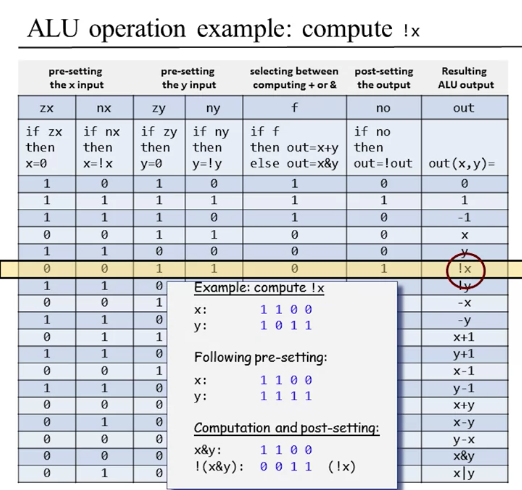 ALU operation example: compute !x
pre-setting the x input pre-setting the y input selecting between computing + or & post-setting the output Resulting ALU output
zx nx zy ny f no out
if zx then x=0 if nx then x=!x if zy then y=0 if ny then y=!y if f then out=x+y else out=x&y if no then out=!out out(x,y)=
1 0 1 0 1 0 0
1 1 1 1 1 1 1
1 1 1 0 1 0 -1
0 0 1 1 0 0 x
1 1 0 0 0 0 y
0 0 1 1 0 1 !x
1 1 0 !y
0 0 1 -x
1 1 0 -y
0 1 1 x+1
1 1 0 y+1
0 0 1 x-1
1 1 0 y-1
0 0 0 x+y
0 1 0 x-y
0 0 0 y-x
0 0 0 x&y
0 1 0 x|y
Example: compute !x
x: 1 1 0 0
y: 1 0 1 1
Following pre-setting:
x: 1 1 0 0
y: 1 1 1 1
Computation and post-setting:
x&y: 1 1 0 0
!(x&y): 0 0 1 1 (!x)